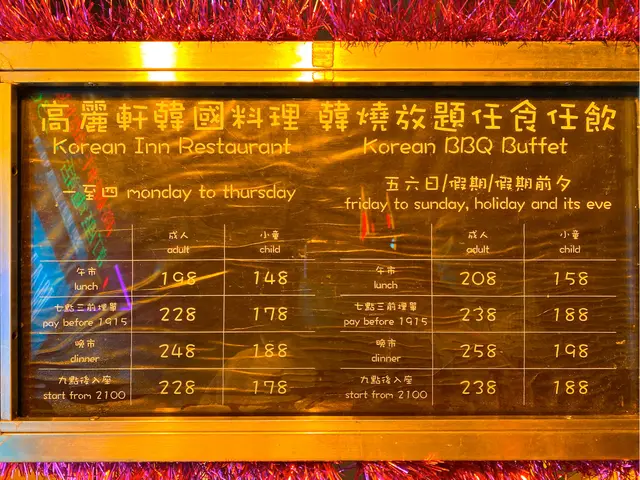 高麗軒韓國料理 韓燒放題任食任飲
Korean Inn Restaurant Korean BBQ Buffet
一至四 monday to thursday
五六日/假期/假期前夕
friday to sunday, holiday and its eve
成人 小童 成人 小童
adult child adult child
午市 198 148 午市 208 158
lunch lunch
七點三前埋單 228 178 七點三前埋單 238 188
pay before 1915 pay before 1915
晚市 248 188 晚市 258 198
dinner dinner
九點後入座 228 178 九點後入座 238 188
start from 2100 start from 2100